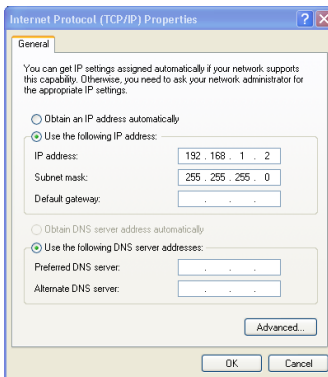 Internet Protocol (TCP/IP) Properties
General
You can get IP settings assigned automatically if your network supports
this capability. Otherwise, you need to ask your network administrator for
the appropriate IP settings.
Obtain an IP address automatically
Use the following IP address:
IP address: 192 . 168 . 1 . 2
Subnet mask: 255 . 255 . 255 . 0
Default gateway: . . .
Obtain DNS server address automatically
Use the following DNS server addresses:
Preferred DNS server: . . .
Alternate DNS server: . . .
Advanced...
OK Cancel